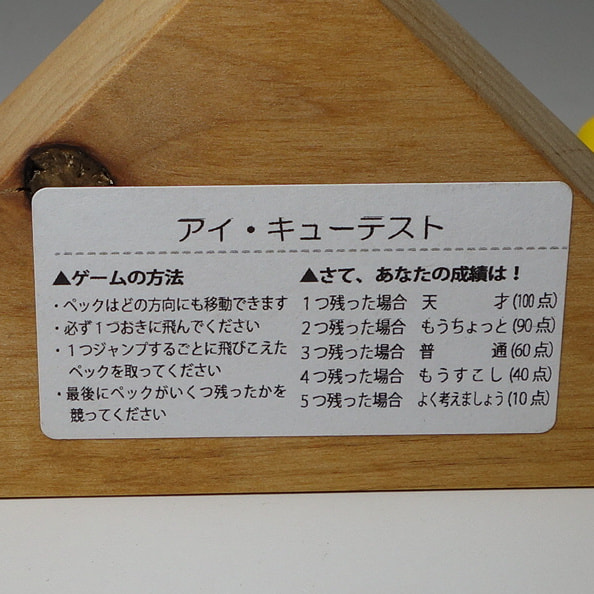 アイ・キューテスト
▲ゲームの方法
・ペックはどの方向にも移動できます
・必ず１つおきに飛んでください
・１つジャンプするごとに飛びこえた
ペックを取ってください
・最後にペックがいくつ残ったかを
競ってください
▲さて、あなたの成績は！
１つ残った場合　天　　才(100点)
２つ残った場合　もうちょっと(90点)
３つ残った場合　普　　通(60点)
４つ残った場合　もうすこし(40点)
５つ残った場合　よく考えましょう(10点)